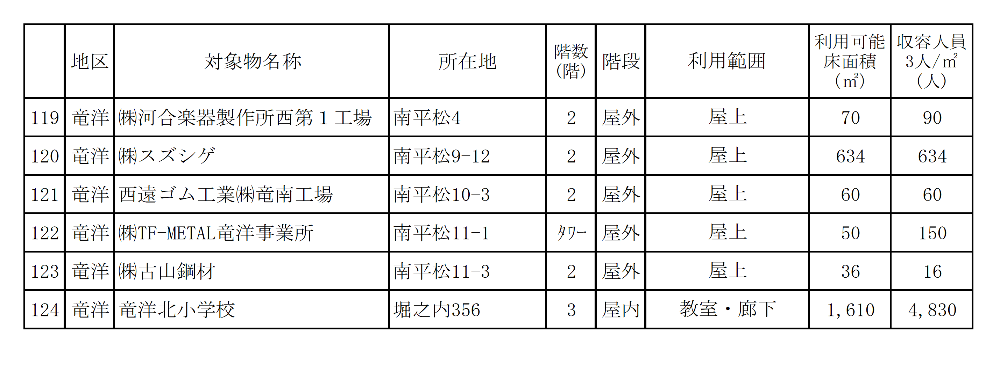 地区 対象物名称 所在地 階数(階) 階段 利用範囲 利用可能床面積(㎡) 収容人員3人/㎡(人)
119 竜洋 ㈱河合楽器製作所西第１工場 南平松4 2 屋外 屋上 70 90
120 竜洋 ㈱スズシゲ 南平松9-12 2 屋外 屋上 634 634
121 竜洋 西遠ゴム工業㈱竜南工場 南平松10-3 2 屋外 屋上 60 60
122 竜洋 ㈱TF-METAL竜洋事業所 南平松11-1 ﾀﾜｰ 屋外 屋上 50 150
123 竜洋 ㈱古山鋼材 南平松11-3 2 屋外 屋上 36 16
124 竜洋 竜洋北小学校 堀之内356 3 屋内 教室・廊下 1,610 4,830